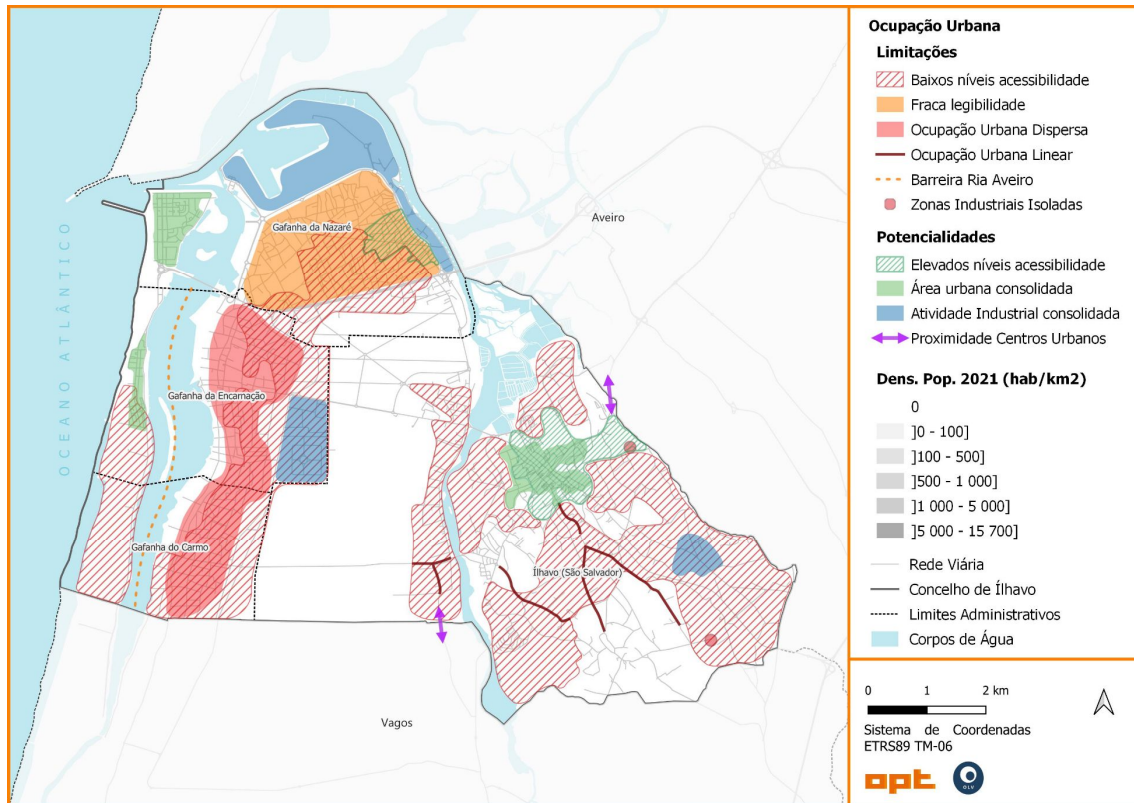 Ocupação Urbana
Limitações
Baixos níveis acessibilidade
Fraca legibilidade
Ocupação Urbana Dispersa
Ocupação Urbana Linear
Barreira Ria Aveiro
Zonas Industriais Isoladas
Potencialidades
Elevados níveis acessibilidade
Área urbana consolidada
Atividade Industrial consolidada
Proximidade Centros Urbanos
Dens. Pop. 2021 (hab/km2)
0
]0 - 100]
]100 - 500]
]500 - 1 000]
]1 000 - 5 000]
]5 000 - 15 700]
Rede Viária
Concelho de Ílhavo
Limites Administrativos
Corpos de Água
0 1 2 km
Sistema de Coordenadas
ETRS89 TM-06
opt
OLV
OCEANO ATLÂNTICO
Aveiro
Gafanha da Nazaré
Gafanha da Encarnação
Gafanha do Carmo
Ílhavo (São Salvador)
Vagos